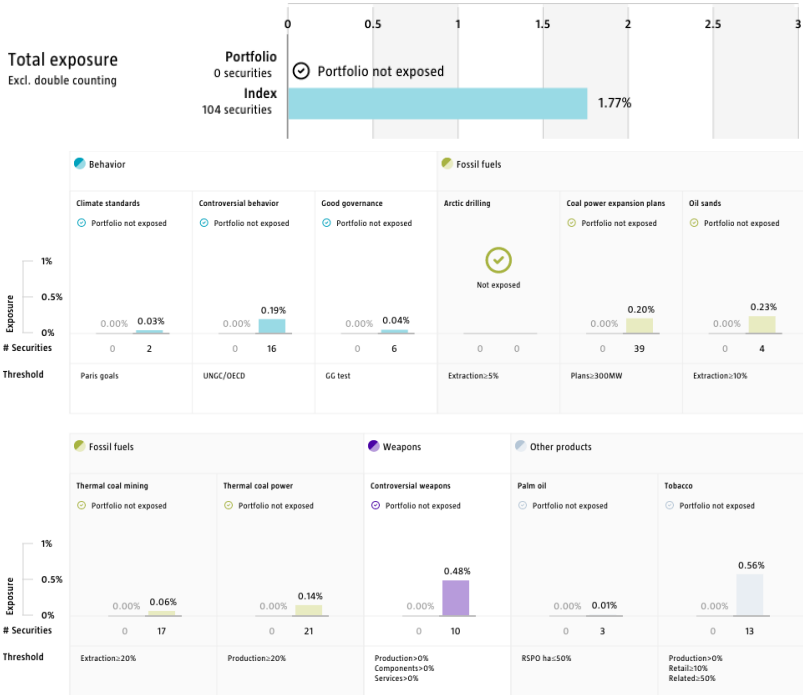 0 0.5 1 1.5 2 2.5 3
Total exposure
Excl. double counting
Portfolio
0 securities
Portfolio not exposed
Index
104 securities
1.77%
Behavior
Fossil fuels
Climate standards
Controversial behavior
Good governance
Arctic drilling
Coal power expansion plans
Oil sands
Portfolio not exposed
Portfolio not exposed
Portfolio not exposed
Not exposed
Portfolio not exposed
Portfolio not exposed
Exposure
1%
0.5%
0%
0.00% 0.03%
0.00% 0.19%
0.00% 0.04%
0.00% 0.20%
0.00% 0.23%
# Securities 0 2 0 16 0 6 0 0 0 39 0 4
Threshold
Paris goals
UNGC/OECD
GG test
Extraction≥5%
Plans≥300MW
Extraction≥10%
Fossil fuels
Weapons
Other products
Thermal coal mining
Thermal coal power
Controversial weapons
Palm oil
Tobacco
Portfolio not exposed
Portfolio not exposed
Portfolio not exposed
Portfolio not exposed
Portfolio not exposed
Exposure
1%
0.5%
0%
0.00% 0.06%
0.00% 0.14%
0.00% 0.48%
0.00% 0.01%
0.00% 0.56%
# Securities 0 17 0 21 0 10 0 3 0 13
Threshold
Extraction≥20%
Production≥20%
Production>0%
Components>0%
Services>0%
RSPO ha≤50%
Production>0%
Retail≥10%
Related≥50%